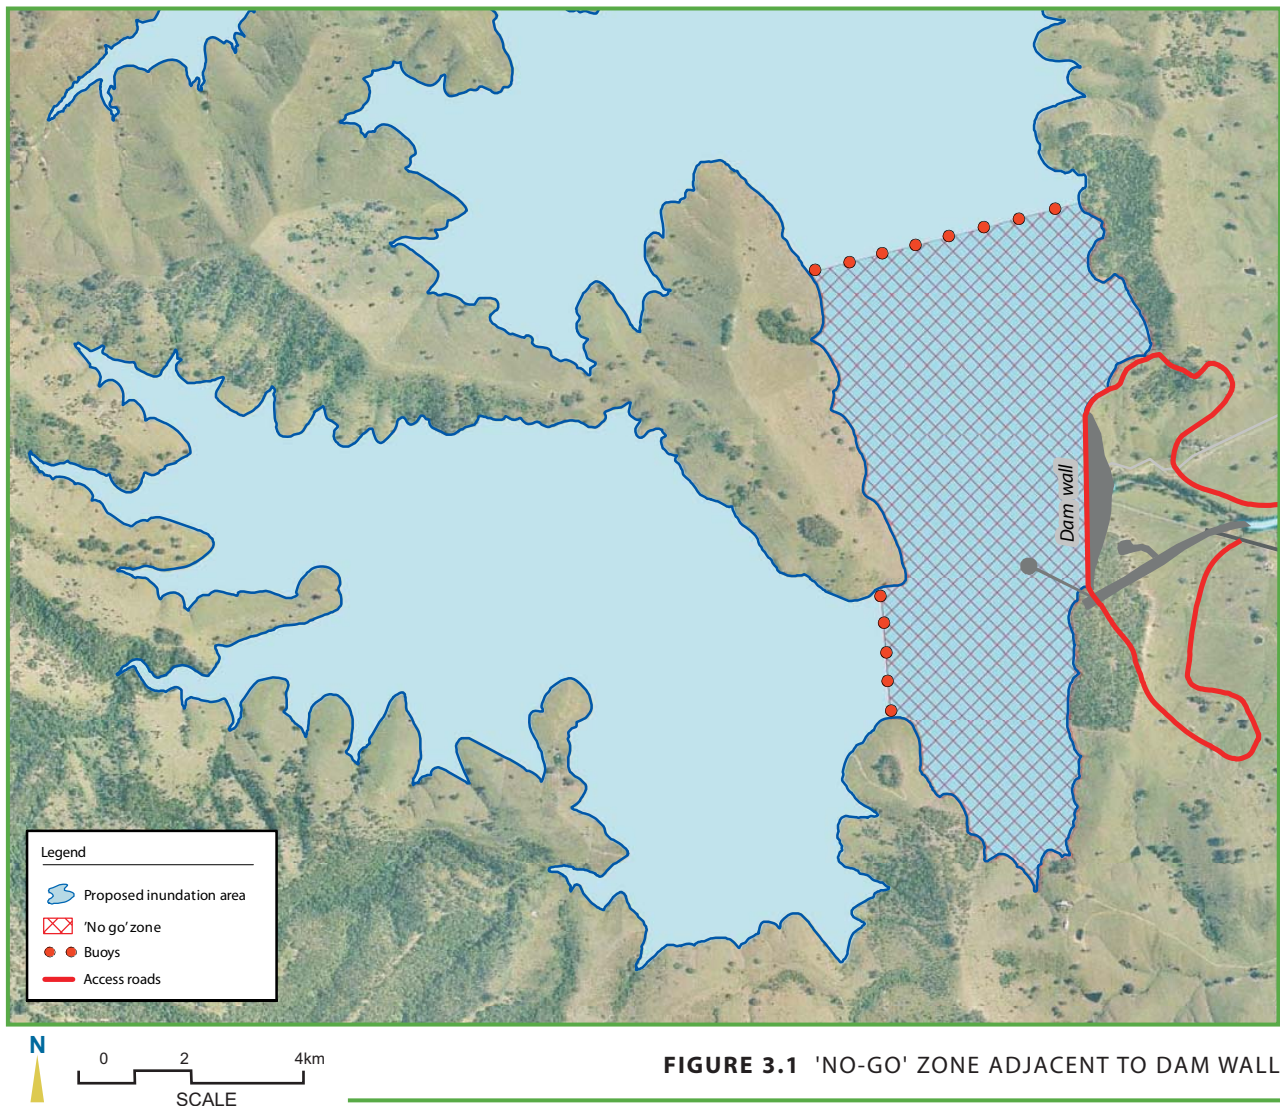 Dam wall
Legend
Proposed inundation area
'No go' zone
Buoys
Access roads
N
0 2 4km
SCALE
FIGURE 3.1 'NO-GO' ZONE ADJACENT TO DAM WALL